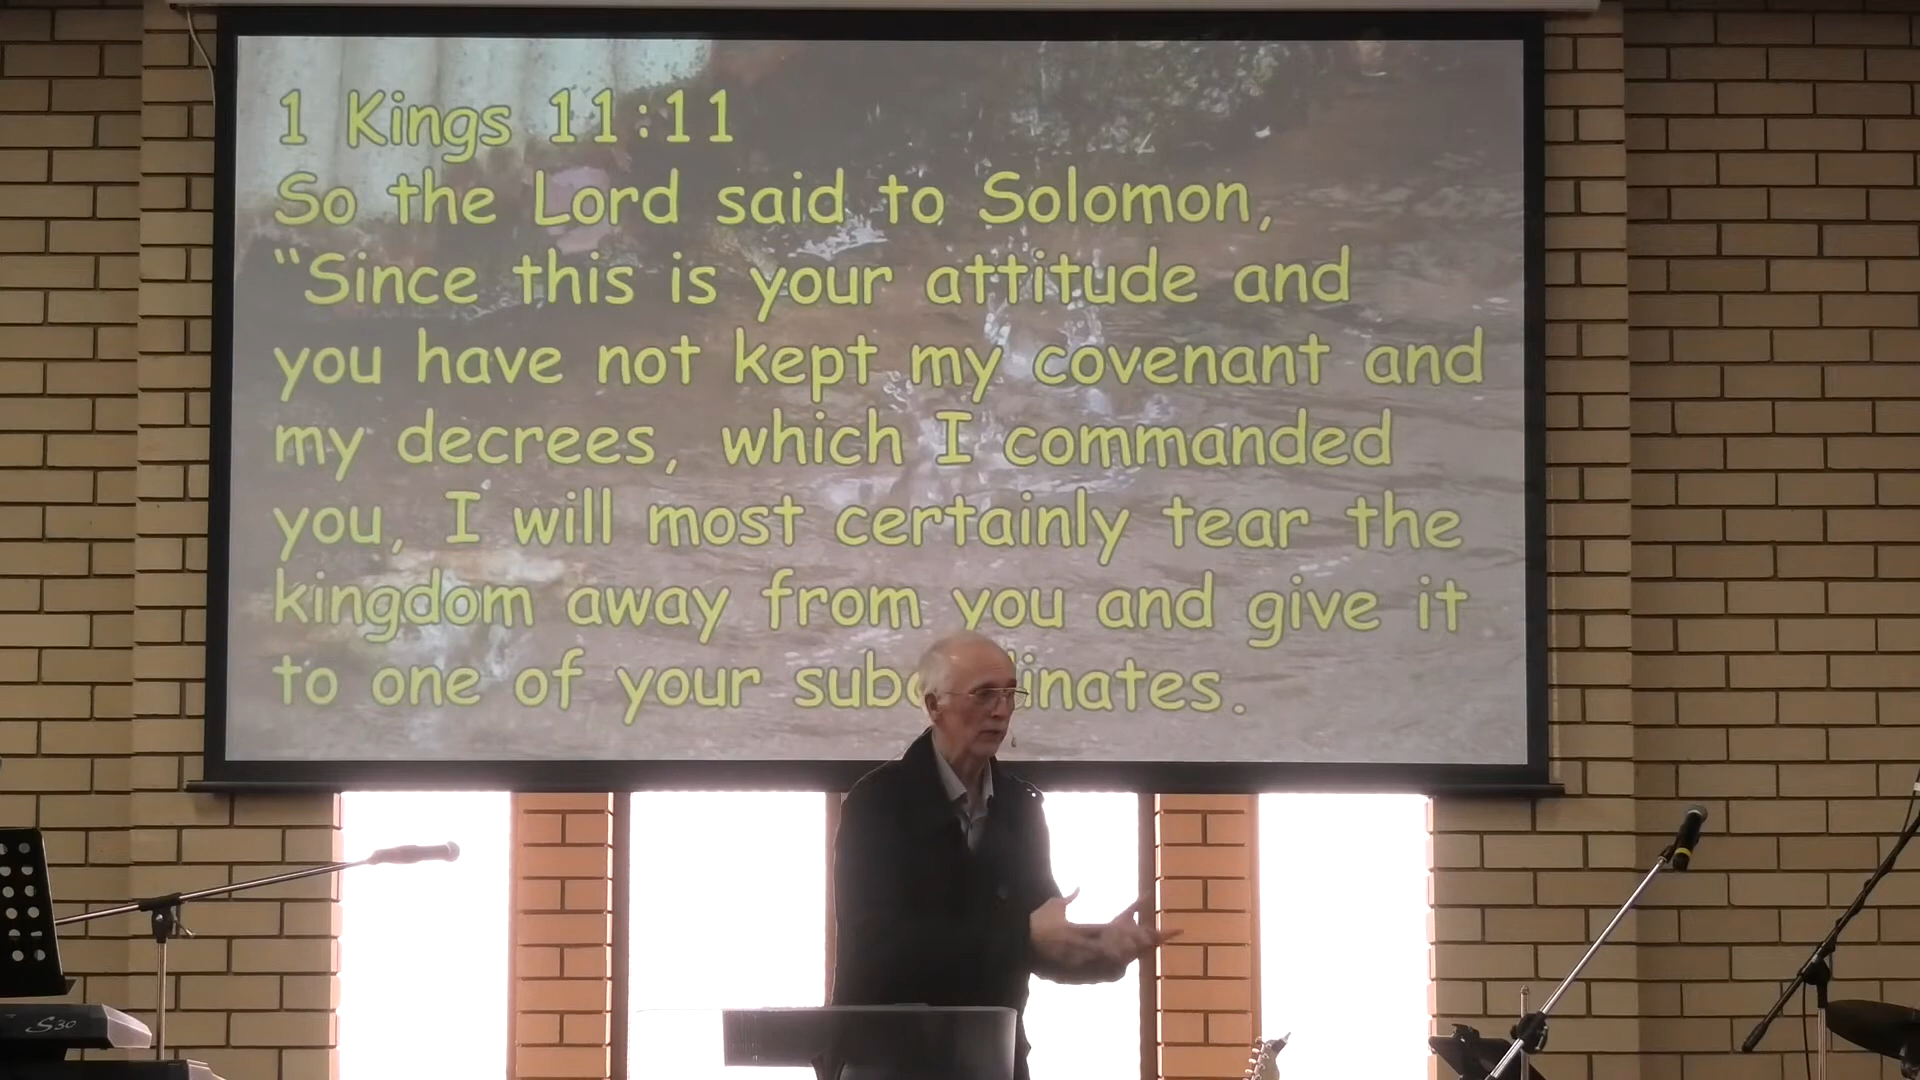 1 Kings 11:11
So the Lord said to Solomon,
“Since this is your attitude and
you have not kept my covenant and
my decrees, which I commanded
you, I will most certainly tear the
kingdom away from you and give it
to one of your subordinates.
S30